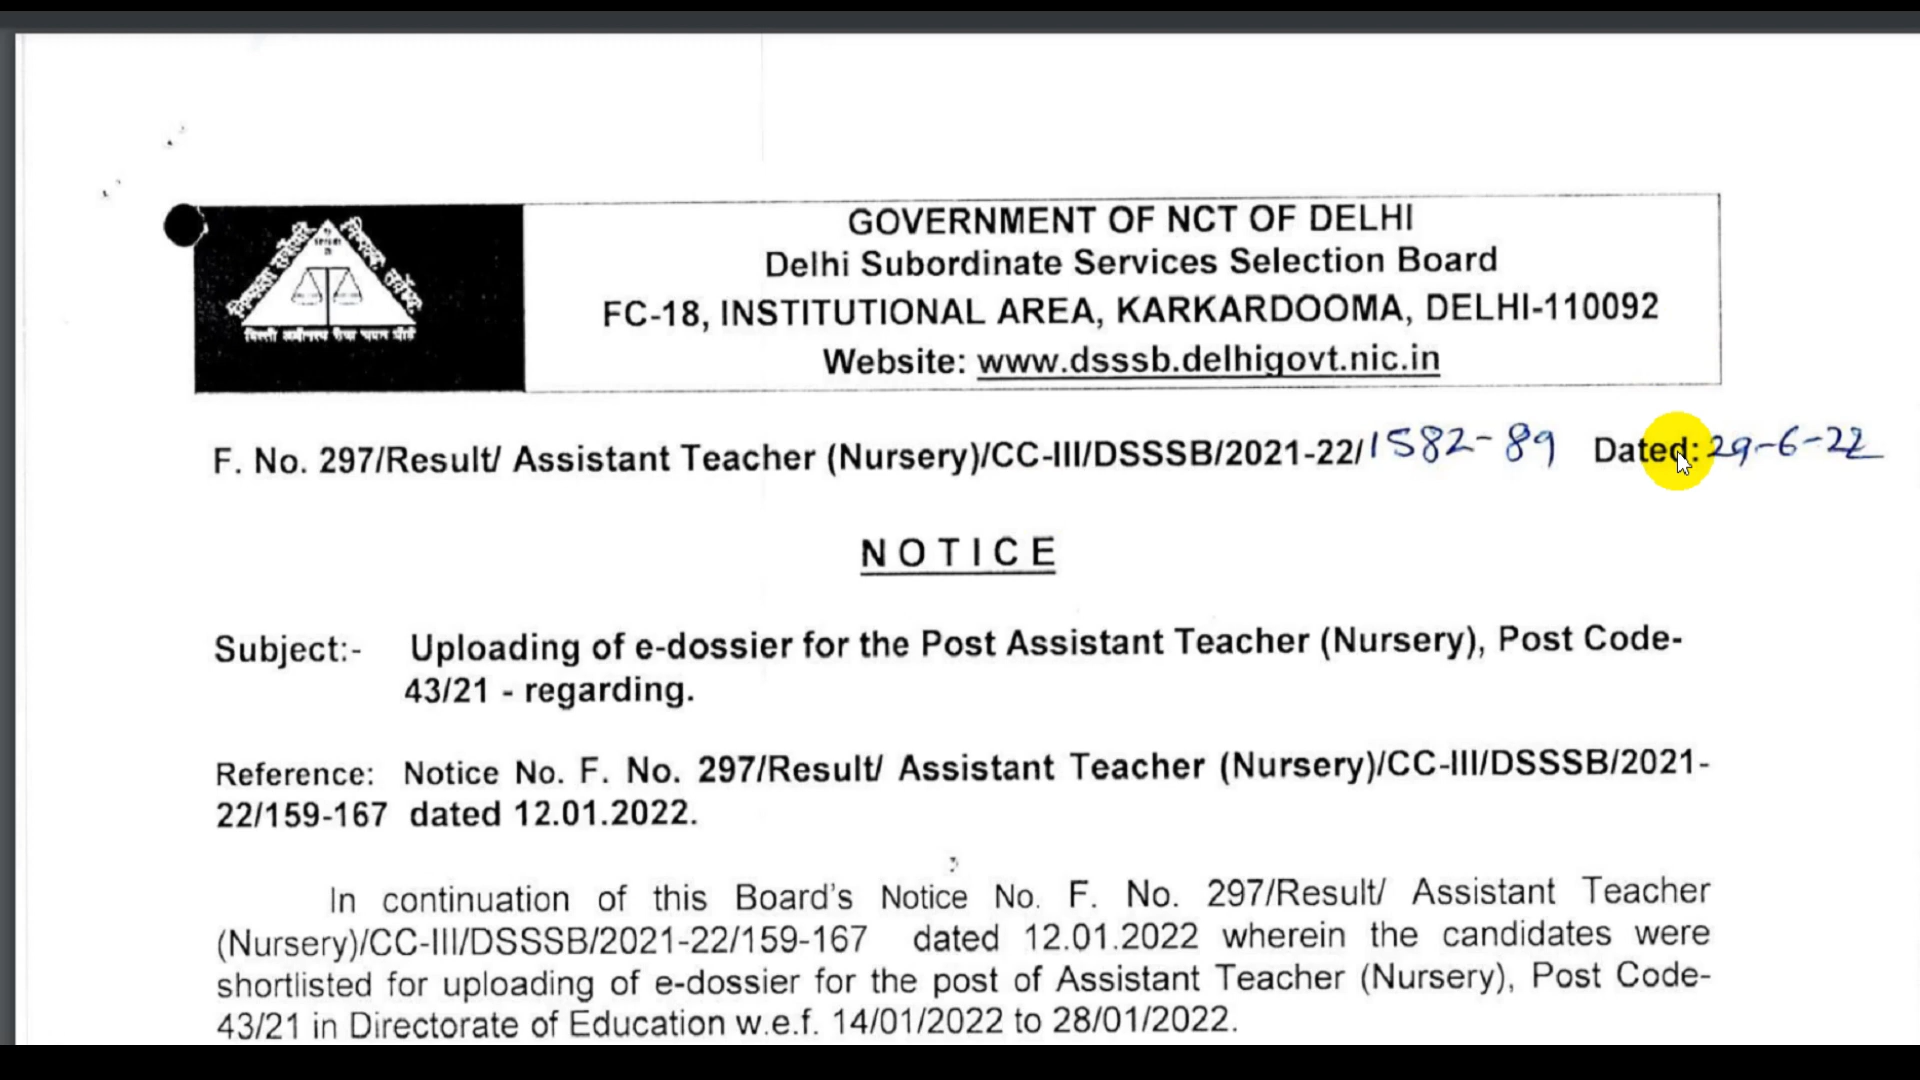 GOVERNMENT OF NCT OF DELHI
Delhi Subordinate Services Selection Board
FC-18, INSTITUTIONAL AREA, KARKARDOOMA, DELHI-110092
Website: www.dsssb.delhigovt.nic.in
F. No. 297/Result/ Assistant Teacher (Nursery)/CC-III/DSSSB/2021-22/1582-89 Dated: 29-6-22
NOTICE
Subject:- Uploading of e-dossier for the Post Assistant Teacher (Nursery), Post Code-
43/21 - regarding.
Reference: Notice No. F. No. 297/Result/ Assistant Teacher (Nursery)/CC-III/DSSSB/2021-
22/159-167 dated 12.01.2022.
In continuation of this Board's Notice No. F. No. 297/Result/ Assistant Teacher
(Nursery)/CC-III/DSSSB/2021-22/159-167 dated 12.01.2022 wherein the candidates were
shortlisted for uploading of e-dossier for the post of Assistant Teacher (Nursery), Post Code-
43/21 in Directorate of Education w.e.f. 14/01/2022 to 28/01/2022.